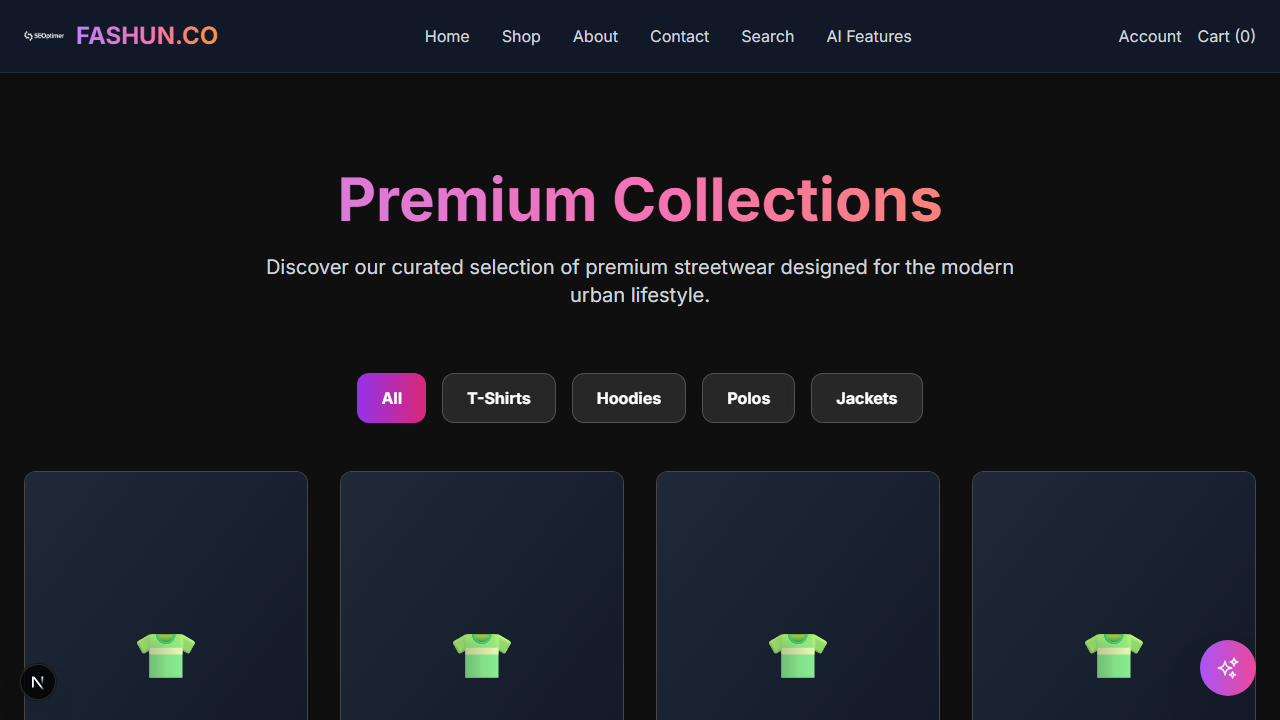 SEOptimer
FASHUN.CO
Home
Shop
About
Contact
Search
AI Features
Account
Cart (0)
Premium Collections
Discover our curated selection of premium streetwear designed for the modern
urban lifestyle.
All
T-Shirts
Hoodies
Polos
Jackets
N